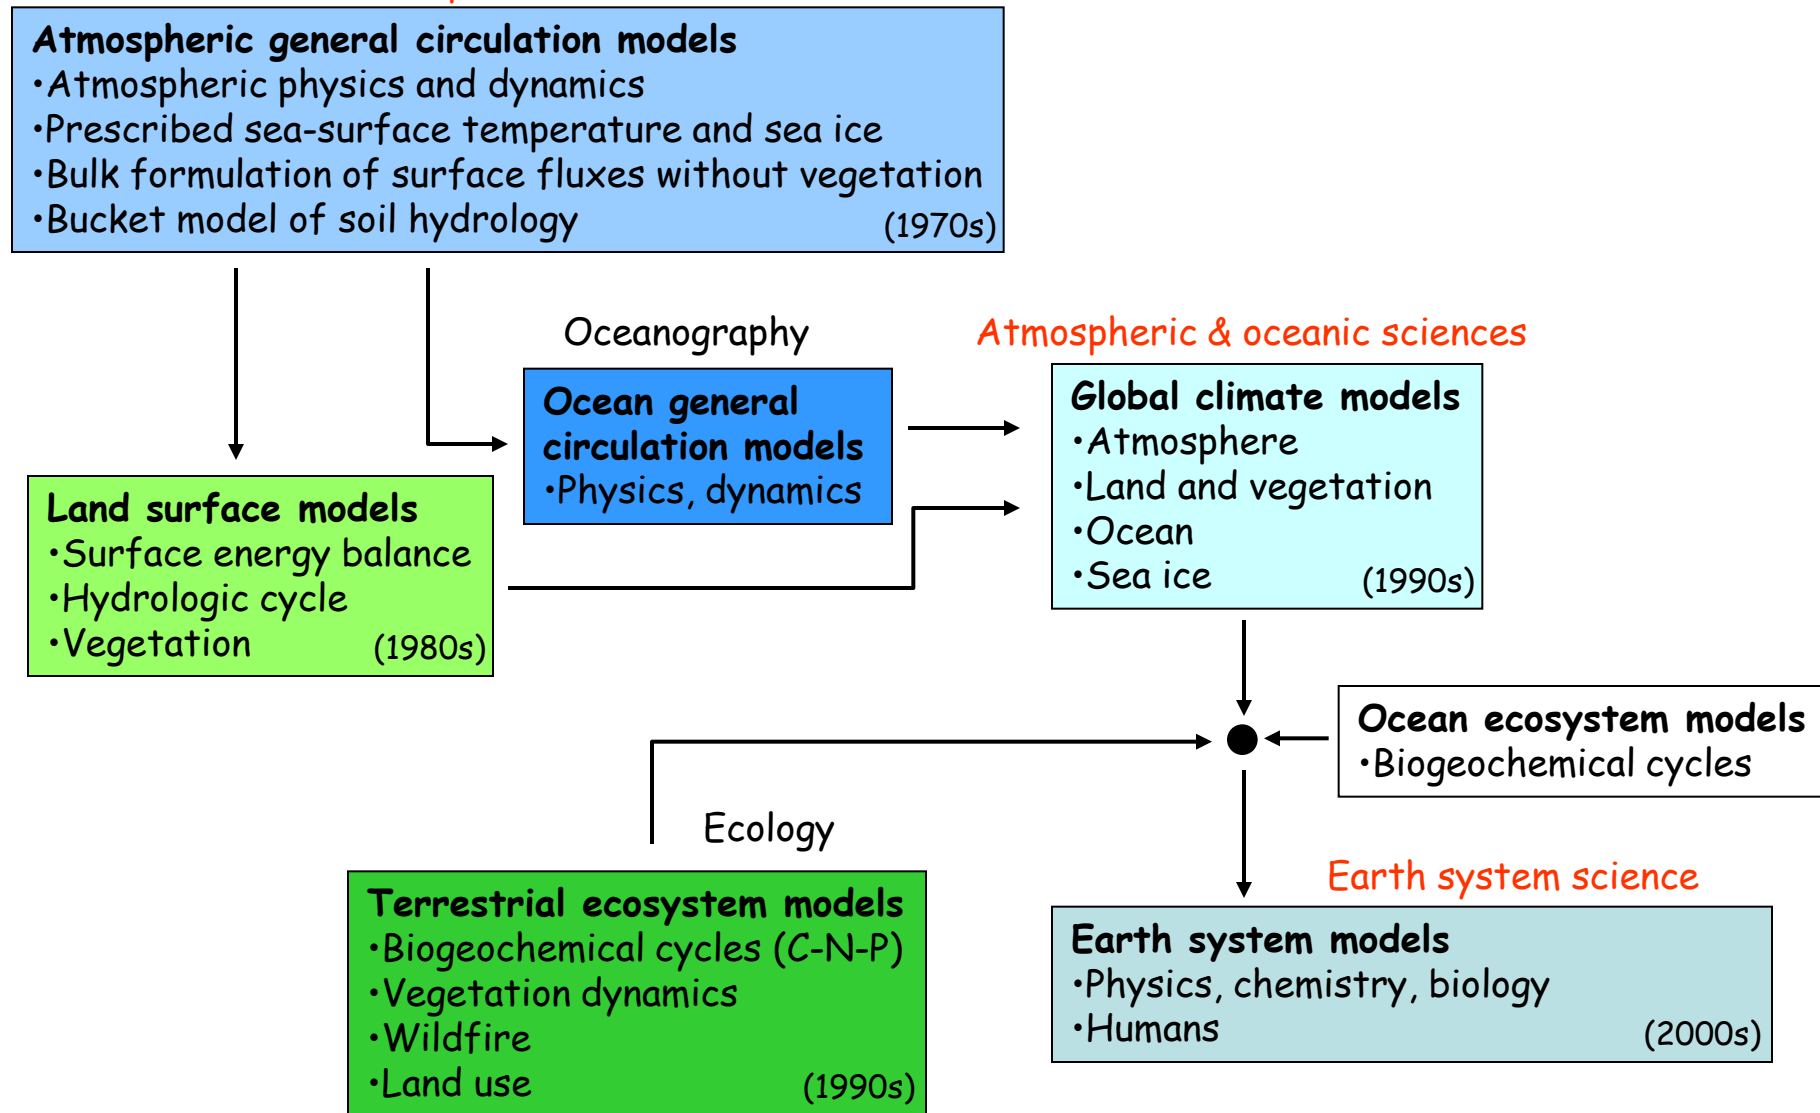 Atmospheric general circulation models
•Atmospheric physics and dynamics
•Prescribed sea-surface temperature and sea ice
•Bulk formulation of surface fluxes without vegetation
•Bucket model of soil hydrology (1970s)
Oceanography
Atmospheric & oceanic sciences
Ocean general
circulation models
•Physics, dynamics
Global climate models
•Atmosphere
•Land and vegetation
•Ocean
•Sea ice (1990s)
Land surface models
•Surface energy balance
•Hydrologic cycle
•Vegetation (1980s)
Ocean ecosystem models
•Biogeochemical cycles
Ecology
Terrestrial ecosystem models
•Biogeochemical cycles (C-N-P)
•Vegetation dynamics
•Wildfire
•Land use (1990s)
Earth system science
Earth system models
•Physics, chemistry, biology
•Humans (2000s)